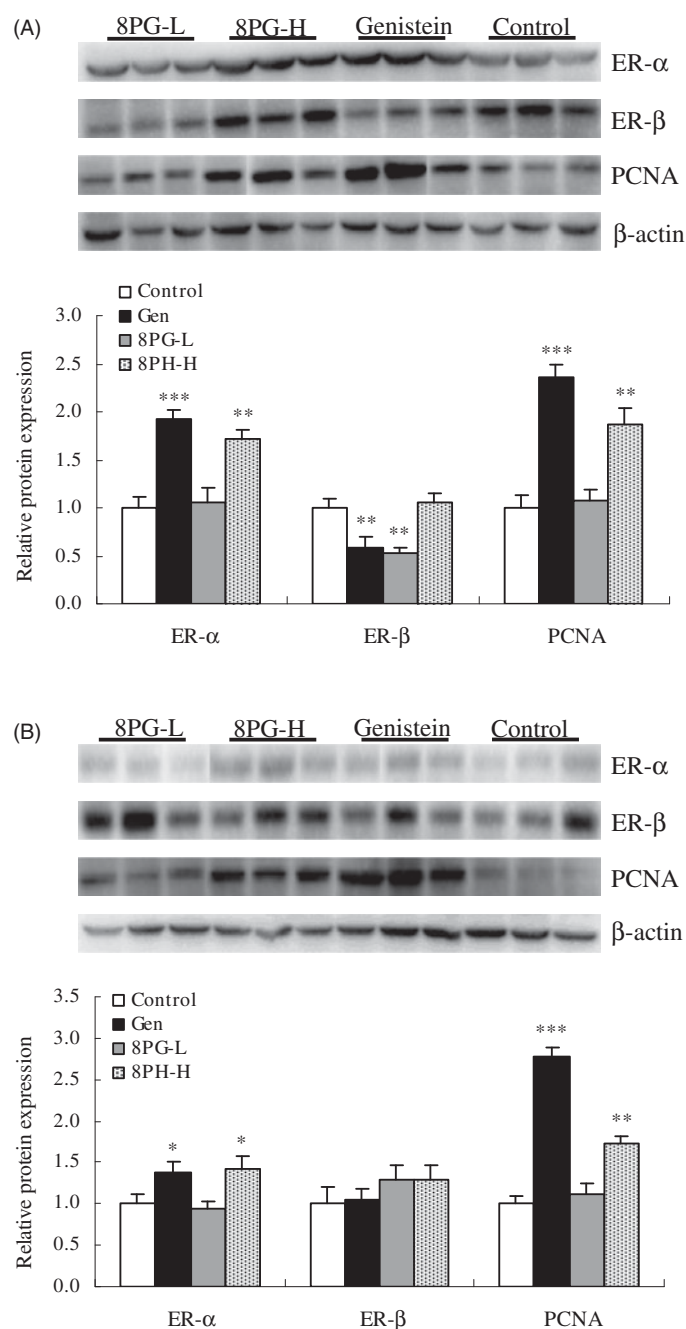 (A)
8PG-L 8PG-H Genistein Control
ER-α
ER-β
PCNA
β-actin
Control
Gen
8PG-L
8PH-H
3.0
2.5
2.0
1.5
1.0
0.5
0.0
Relative protein expression
*** **
** **
*** **
ER-α ER-β PCNA
(B)
8PG-L 8PG-H Genistein Control
ER-α
ER-β
PCNA
β-actin
Control
Gen
8PG-L
8PH-H
3.5
3.0
2.5
2.0
1.5
1.0
0.5
0.0
Relative protein expression
* *
*** **
ER-α ER-β PCNA